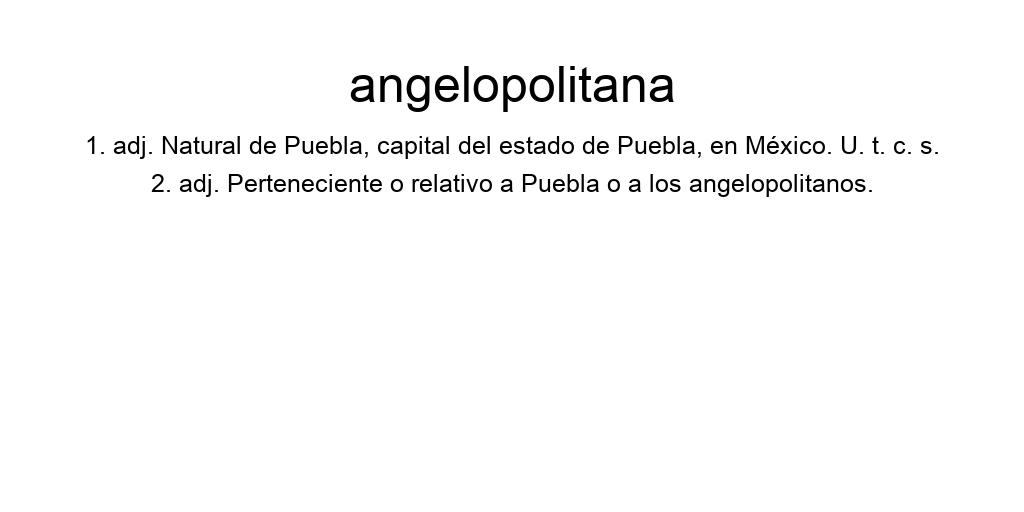 angelopolitana
1. adj. Natural de Puebla, capital del estado de Puebla, en México. U. t. c. s.
2. adj. Perteneciente o relativo a Puebla o a los angelopolitanos.